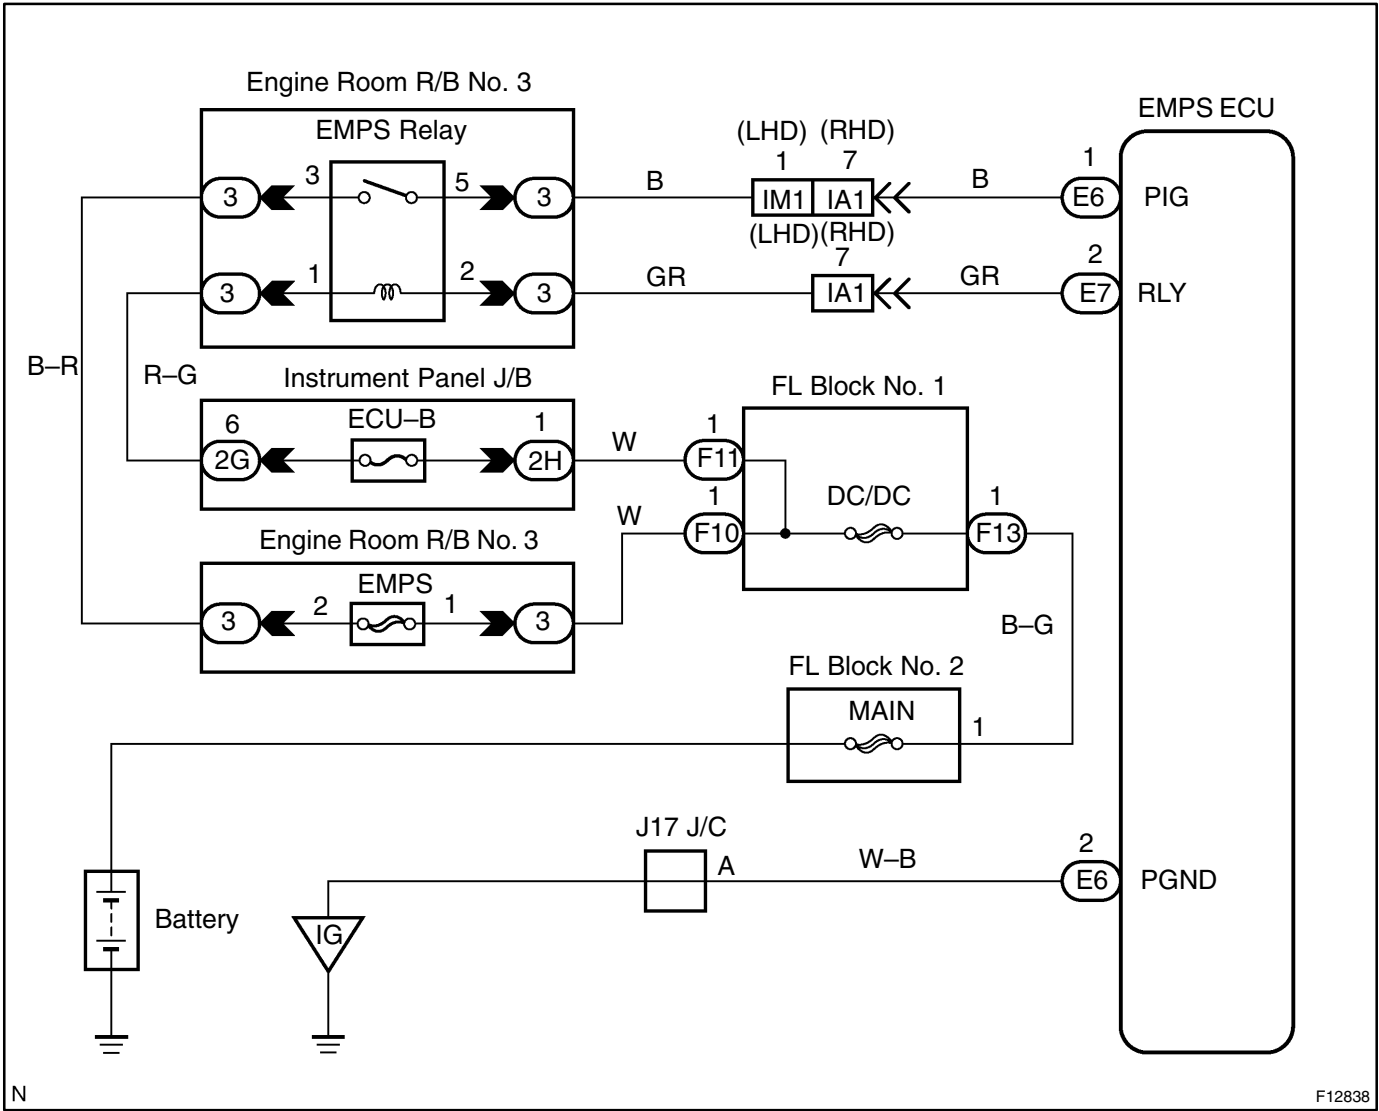 Engine Room R/B No. 3
EMPS Relay
EMPS ECU
(LHD) (RHD)
1 7
1
3 3 5 3 B IM1 IA1 B E6 PIG
(LHD) (RHD)
7
2
3 1 2 3 GR IA1 GR E7 RLY
B–R
R–G
Instrument Panel J/B
FL Block No. 1
6 ECU–B 1
2G 2H W
1
F11
DC/DC
1
F10
W
1
F13
Engine Room R/B No. 3
EMPS
3 2 1 3
B–G
FL Block No. 2
MAIN
1
J17 J/C
A W–B
2
E6 PGND
Battery
IG
N
F12838